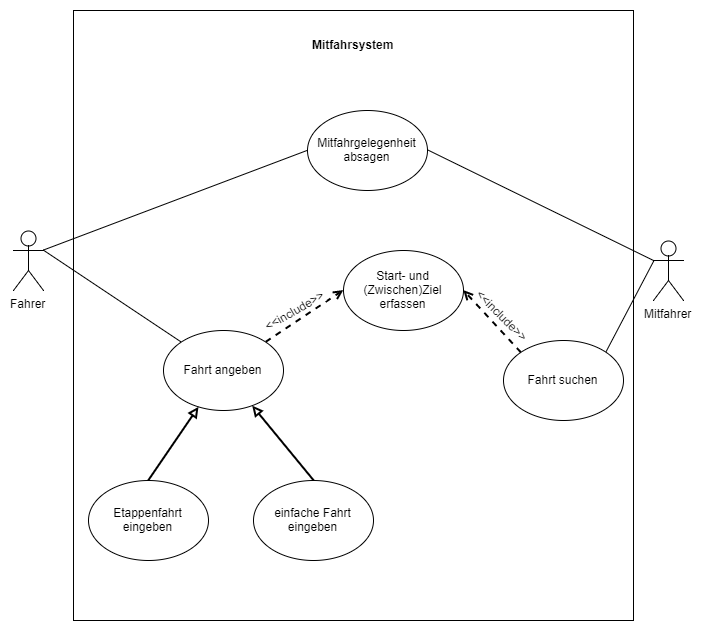 Mitfahrsystem
Mitfahrgelegenheit
absagen
Start- und
(Zwischen)Ziel
erfassen
<<include>>
<<include>>
Fahrer
Mitfahrer
Fahrt angeben
Fahrt suchen
Etappenfahrt
eingeben
einfache Fahrt
eingeben